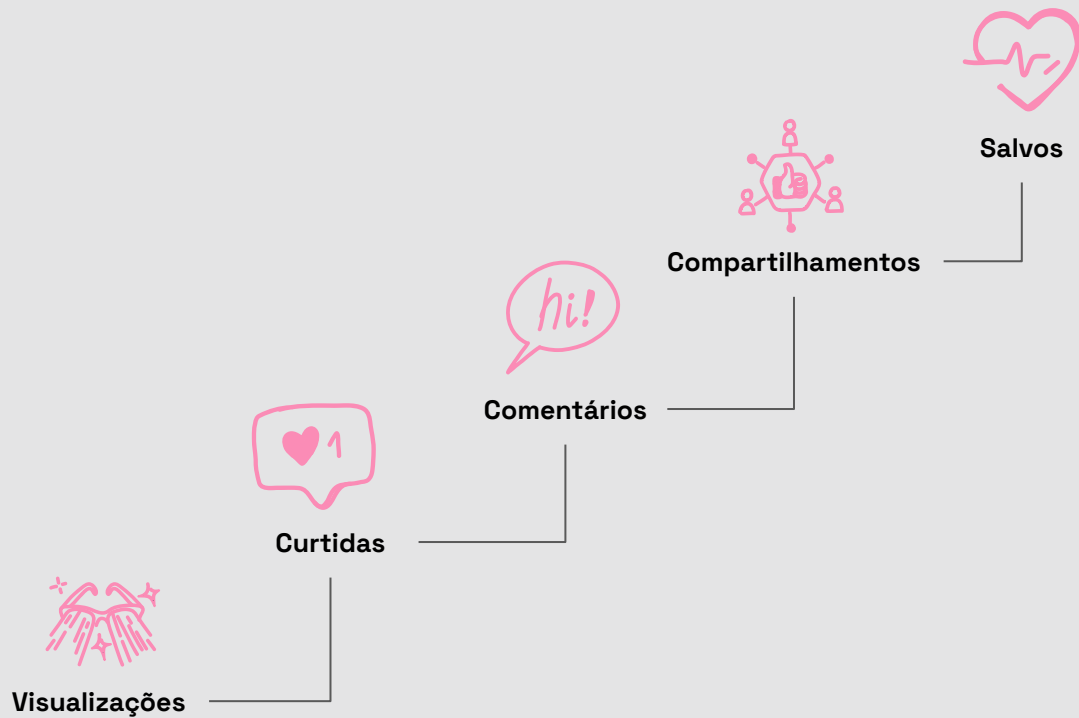 Salvos
Compartilhamentos
hi!
Comentários
1
Curtidas
Visualizações